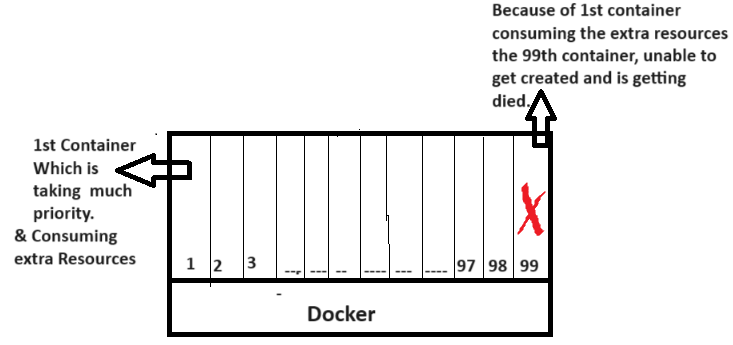 Because of 1st container
consuming the extra resources
the 99th container, unable to
get created and is getting
died.
1st Container
Which is
taking much
priority.
& Consuming
extra Resources
1 2 3 --, --- -- ---- --- ---- 97 98 99
Docker